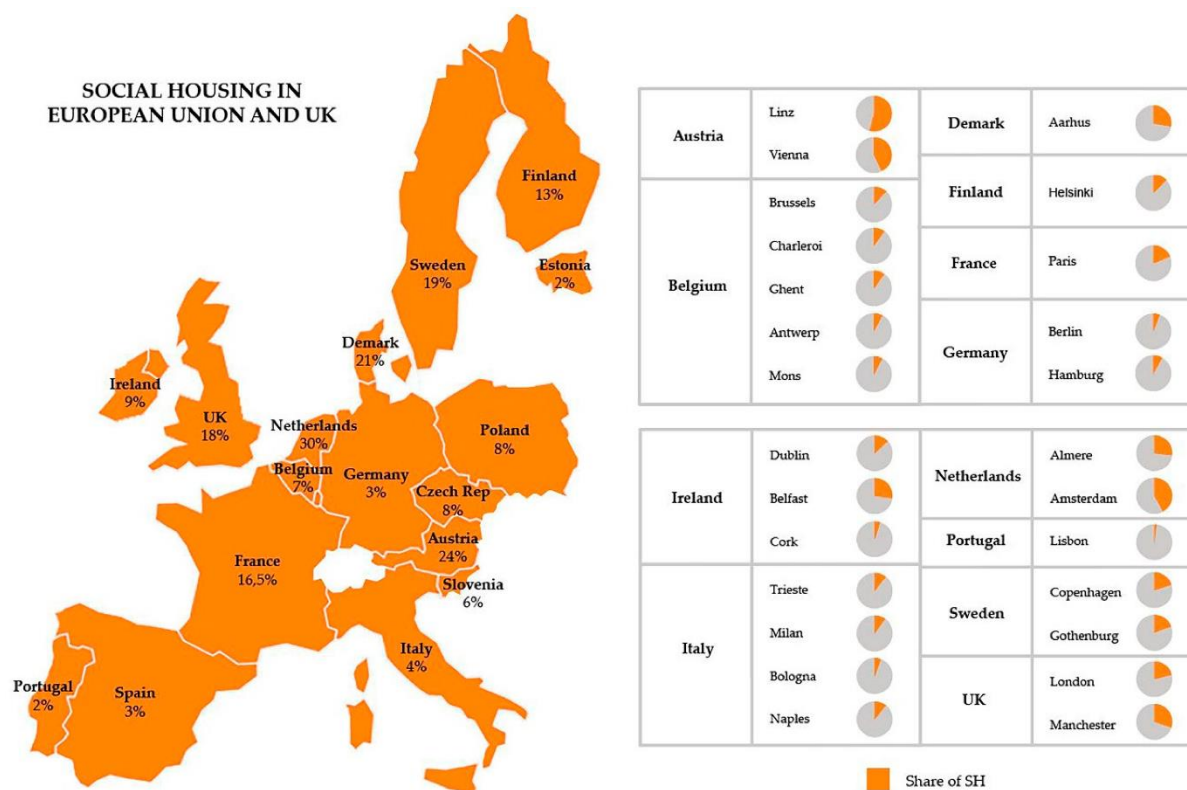 SOCIAL HOUSING IN
EUROPEAN UNION AND UK
Finland
13%
Sweden
19%
Estonia
2%
Demark
21%
Ireland
9%
UK
18%
Netherlands
30%
Belgium
7%
Germany
3%
Poland
8%
Czech Rep
8%
Austria
24%
France
16,5%
Slovenia
6%
Italy
4%
Portugal
2%
Spain
3%
Austria
Linz
Vienna
Belgium
Brussels
Charleroi
Ghent
Antwerp
Mons
Demark
Aarhus
Finland
Helsinki
France
Paris
Germany
Berlin
Hamburg
Ireland
Dublin
Belfast
Cork
Italy
Trieste
Milan
Bologna
Naples
Netherlands
Almere
Amsterdam
Portugal
Lisbon
Sweden
Copenhagen
Gothenburg
UK
London
Manchester
Share of SH